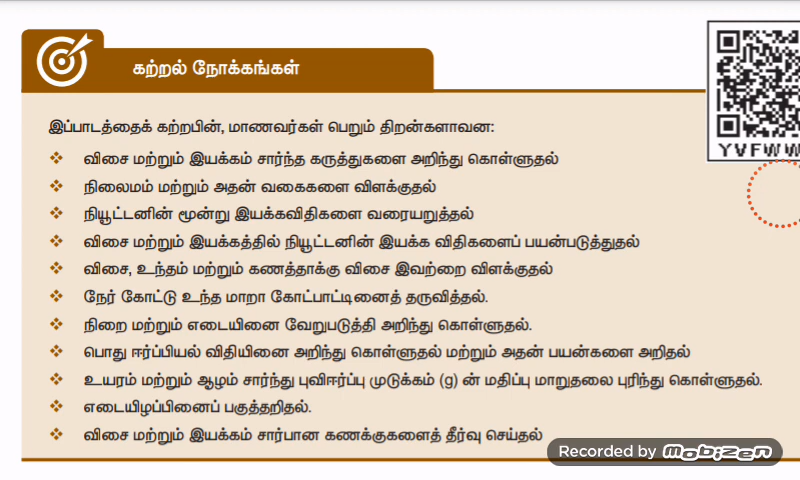 கற்றல் நோக்கங்கள்
இப்பாடத்தைக் கற்றபின், மாணவர்கள் பெறும் திறன்களாவன:
❖ விசை மற்றும் இயக்கம் சார்ந்த கருத்துகளை அறிந்து கொள்ளுதல்
❖ நிலைமம் மற்றும் அதன் வகைகளை விளக்குதல்
❖ நியூட்டனின் மூன்று இயக்கவிதிகளை வரையறுத்தல்
❖ விசை மற்றும் இயக்கத்தில் நியூட்டனின் இயக்க விதிகளைப் பயன்படுத்துதல்
❖ விசை, உந்தம் மற்றும் கணத்தாக்கு விசை இவற்றை விளக்குதல்
❖ நேர் கோட்டு உந்த மாறா கோட்பாட்டினைத் தருவித்தல்.
❖ நிறை மற்றும் எடையினை வேறுபடுத்தி அறிந்து கொள்ளுதல்.
❖ பொது ஈர்ப்பியல் விதியினை அறிந்து கொள்ளுதல் மற்றும் அதன் பயன்களை அறிதல்
❖ உயரம் மற்றும் ஆழம் சார்ந்து புவிஈர்ப்பு முடுக்கம் (g) ன் மதிப்பு மாறுதலை புரிந்து கொள்ளுதல்.
❖ எடையிழப்பினைப் பகுத்தறிதல்.
❖ விசை மற்றும் இயக்கம் சார்பான கணக்குகளைத் தீர்வு செய்தல்
YVFWW
Recorded by mobizen